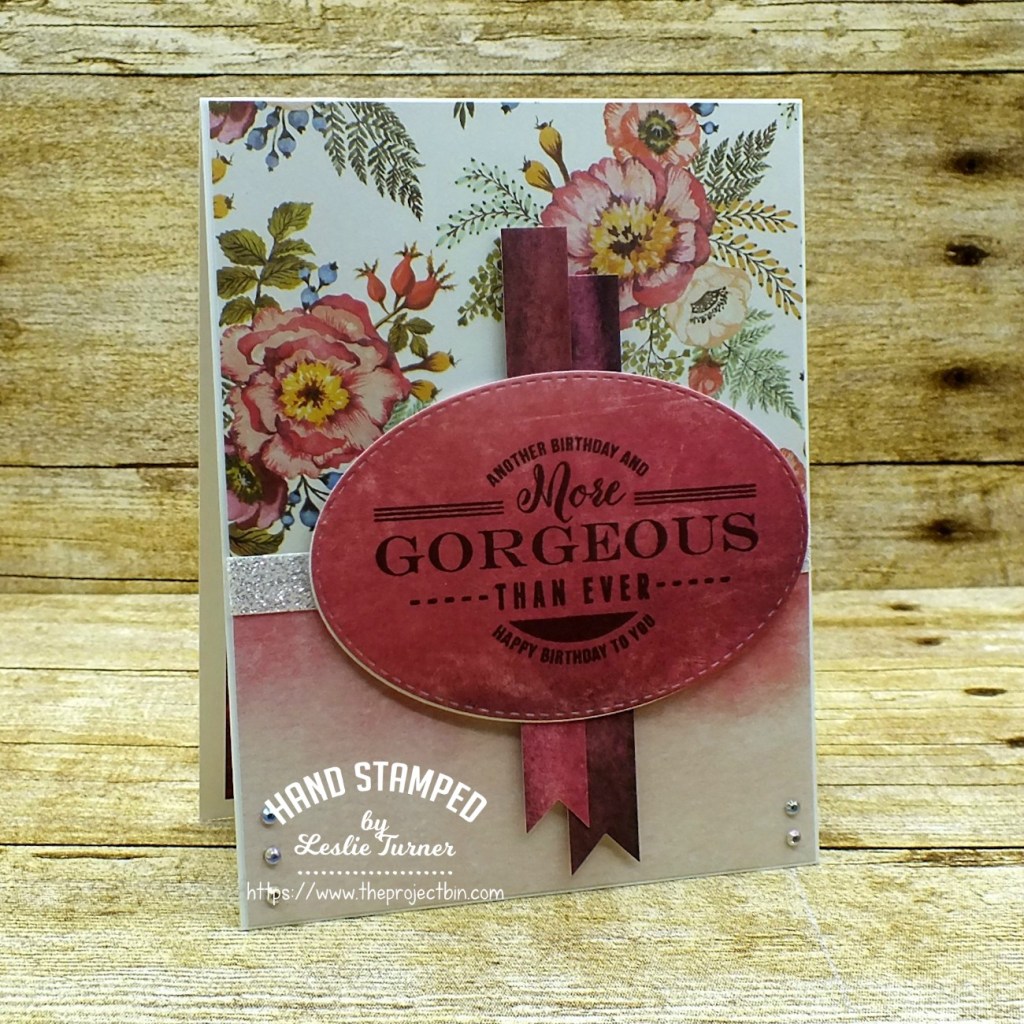 ANOTHER BIRTHDAY AND
More
GORGEOUS
THAN EVER
HAPPY BIRTHDAY TO YOU
HAND STAMPED
by
Leslie Turner
https://www.theprojectbin.com